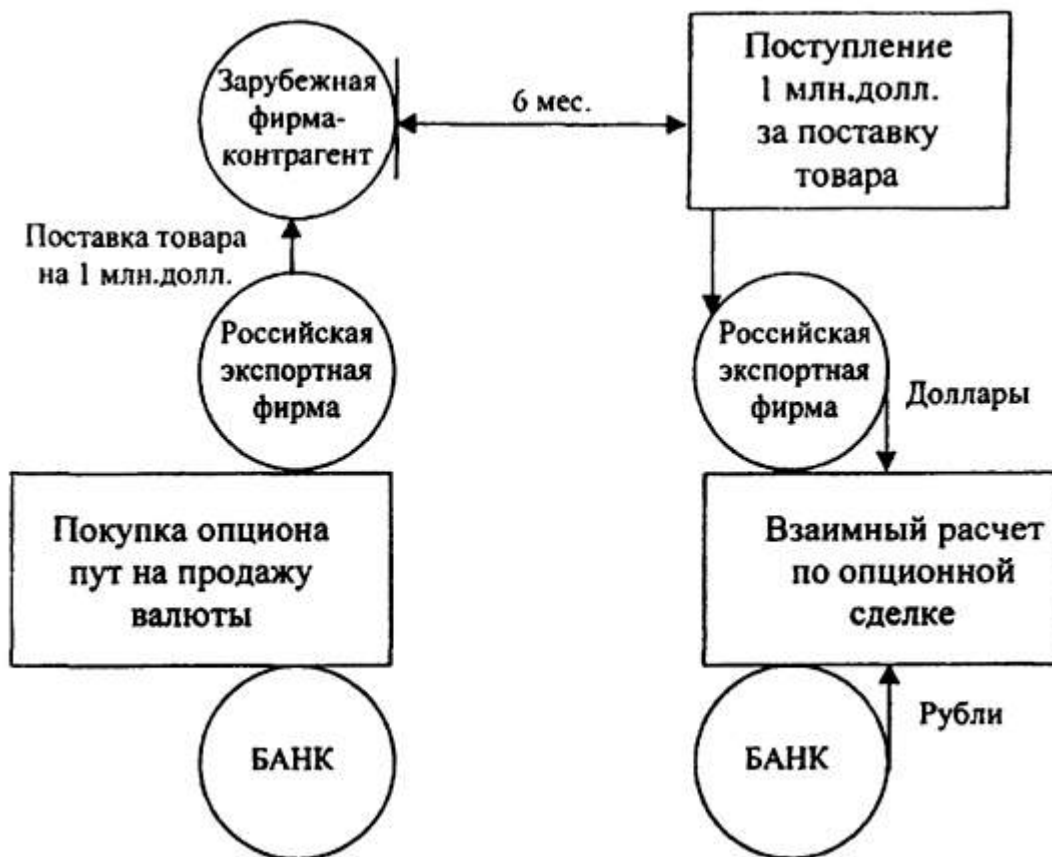 Зарубежная
фирма-
контрагент
6 мес.
Поступление
1 млн.долл.
за поставку
товара
Поставка товара
на 1 млн.долл.
Российская
экспортная
фирма
Российская
экспортная
фирма
Доллары
Покупка опциона
пут на продажу
валюты
Взаимный расчет
по опционной
сделке
БАНК
БАНК
Рубли